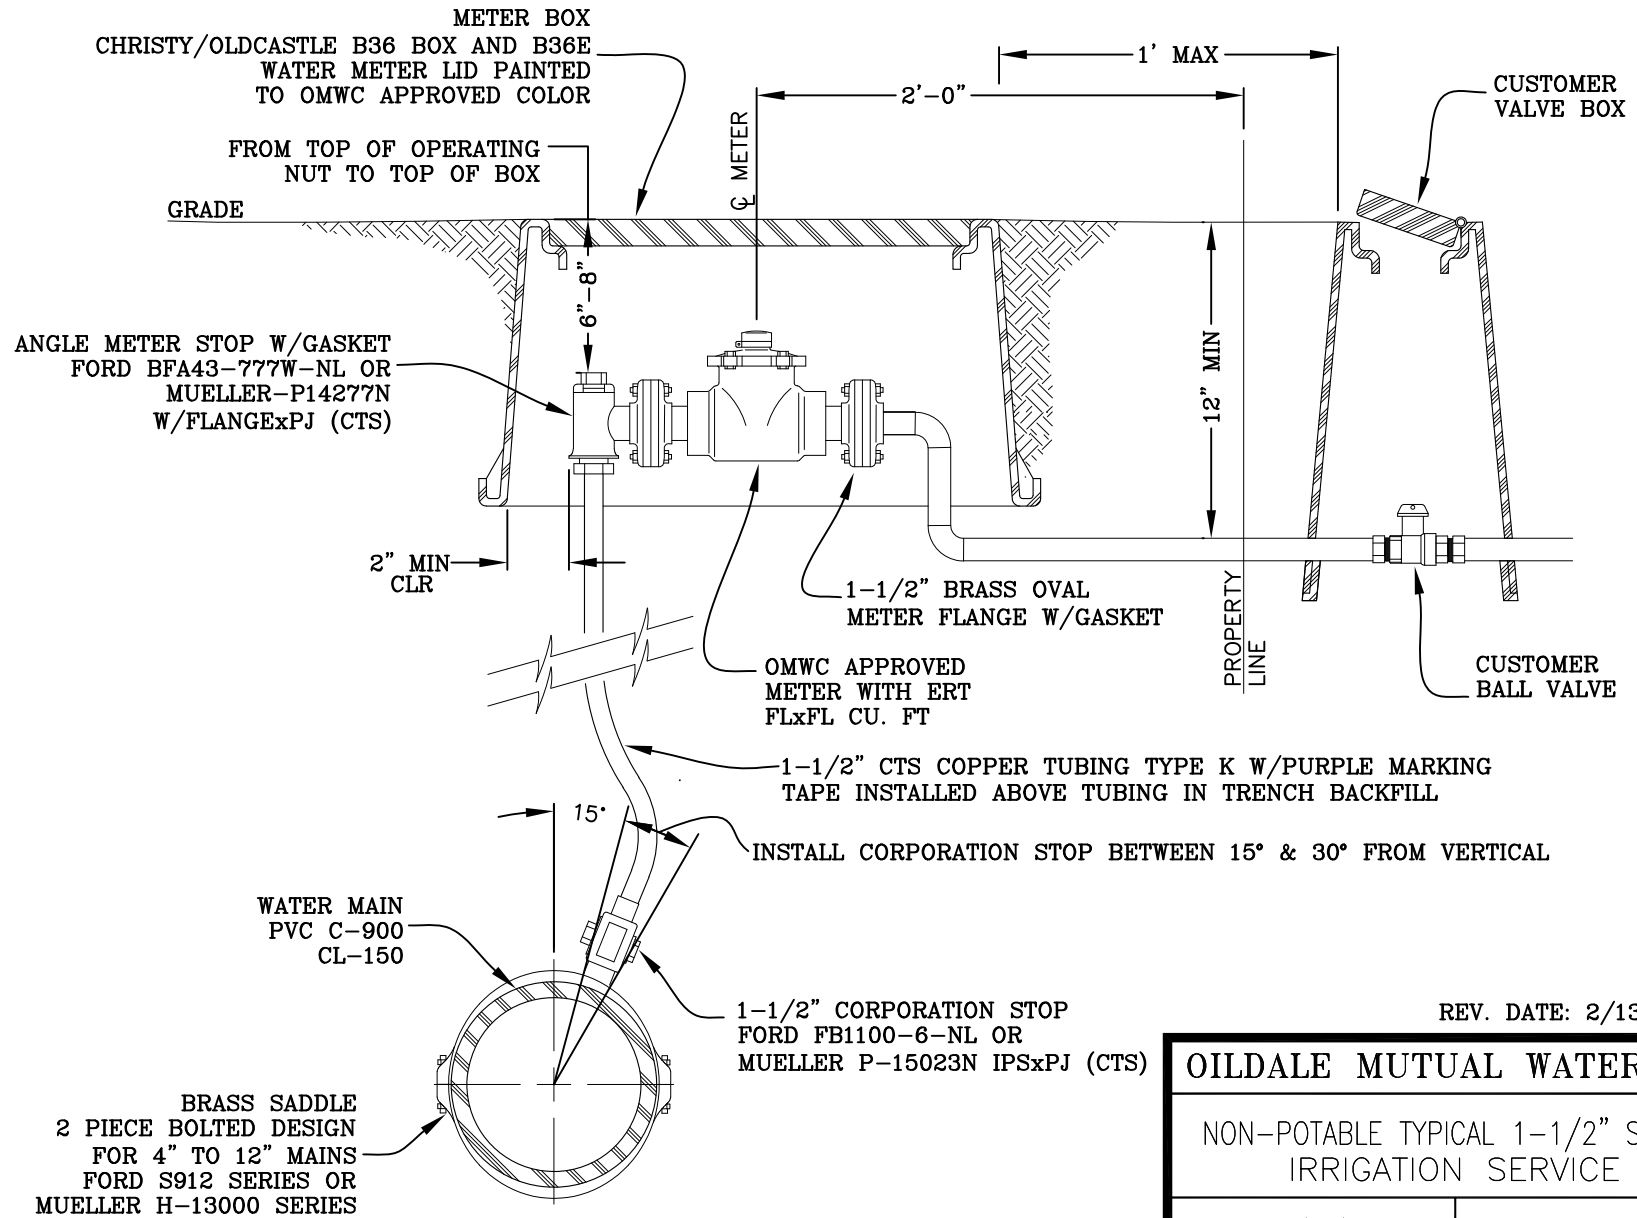 METER BOX
CHRISTY/OLDCASTLE B36 BOX AND B36E
WATER METER LID PAINTED
TO OMWC APPROVED COLOR
1' MAX
2'-0"
CUSTOMER
VALVE BOX
FROM TOP OF OPERATING
NUT TO TOP OF BOX
℄ METER
GRADE
6"-8"
ANGLE METER STOP W/GASKET
FORD BFA43-777W-NL OR
MUELLER-P14277N
W/FLANGExPJ (CTS)
12" MIN
2" MIN
CLR
1-1/2" BRASS OVAL
METER FLANGE W/GASKET
PROPERTY
LINE
OMWC APPROVED
METER WITH ERT
FLxFL CU. FT
CUSTOMER
BALL VALVE
1-1/2" CTS COPPER TUBING TYPE K W/PURPLE MARKING
TAPE INSTALLED ABOVE TUBING IN TRENCH BACKFILL
15°
INSTALL CORPORATION STOP BETWEEN 15° & 30° FROM VERTICAL
WATER MAIN
PVC C-900
CL-150
1-1/2" CORPORATION STOP
FORD FB1100-6-NL OR
MUELLER P-15023N IPSxPJ (CTS)
BRASS SADDLE
2 PIECE BOLTED DESIGN
FOR 4" TO 12" MAINS
FORD S912 SERIES OR
MUELLER H-13000 SERIES
REV. DATE: 2/13
OILDALE MUTUAL WATER
NON-POTABLE TYPICAL 1-1/2" S
IRRIGATION SERVICE